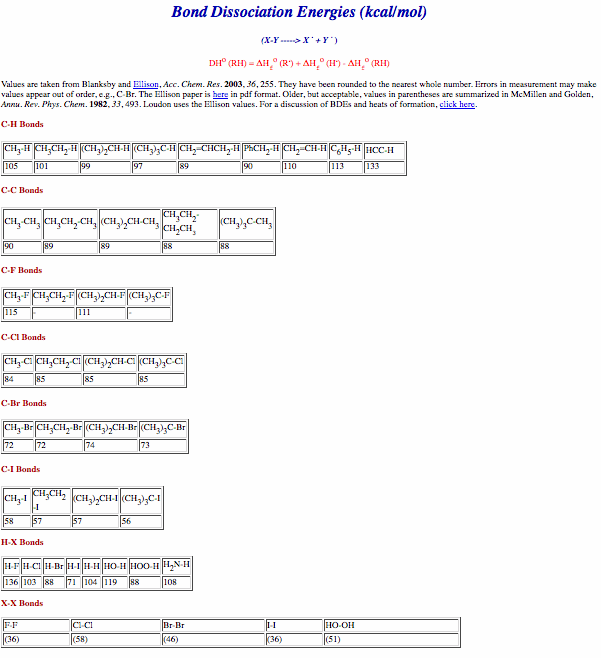 Bond Dissociation Energies (kcal/mol)
(X-Y -----> X˙ + Y˙)
DH° (RH) = ΔHf° (R˙) + ΔHf° (H˙) - ΔHf° (RH)
Values are taken from Blanksby and Ellison, Acc. Chem. Res. 2003, 36, 255. They have been rounded to the nearest whole number. Errors in measurement may make
values appear out of order, e.g., C-Br. The Ellison paper is here in pdf format. Older, but acceptable, values in parentheses are summarized in McMillen and Golden,
Annu. Rev. Phys. Chem. 1982, 33, 493. Loudon uses the Ellison values. For a discussion of BDEs and heats of formation, click here.
C-H Bonds
CH3-H CH3CH2-H (CH3)2CH-H (CH3)3C-H CH2=CHCH2-H PhCH2-H CH2=CH-H C6H5-H HCC-H
105 101 99 97 89 90 110 113 133
C-C Bonds
CH3-CH3 CH3CH2-CH3 (CH3)2CH-CH3 CH3CH2-
CH2CH3 (CH3)3C-CH3
90 89 89 88 88
C-F Bonds
CH3-F CH3CH2-F (CH3)2CH-F (CH3)3C-F
115 - 111 -
C-Cl Bonds
CH3-Cl CH3CH2-Cl (CH3)2CH-Cl (CH3)3C-Cl
84 85 85 85
C-Br Bonds
CH3-Br CH3CH2-Br (CH3)2CH-Br (CH3)3C-Br
72 72 74 73
C-I Bonds
CH3-I CH3CH2
-I (CH3)2CH-I (CH3)3C-I
58 57 57 56
H-X Bonds
H-F H-Cl H-Br H-I H-H HO-H HOO-H H2N-H
136 103 88 71 104 119 88 108
X-X Bonds
F-F Cl-Cl Br-Br I-I HO-OH
(36) (58) (46) (36) (51)